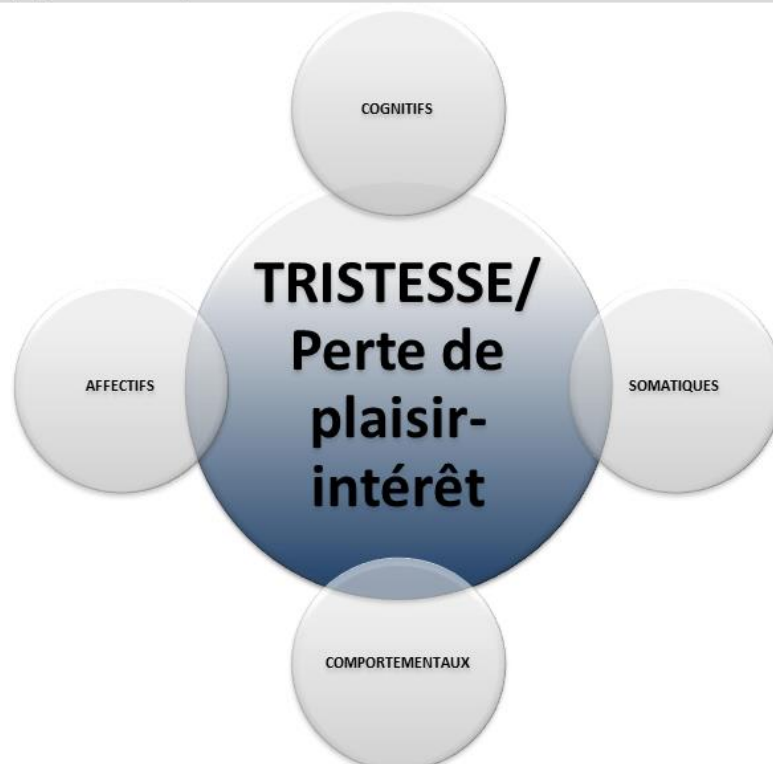 COGNITIFS
TRISTESSE/
Perte de
plaisir-
intérêt
AFFECTIFS
SOMATIQUES
COMPORTEMENTAUX